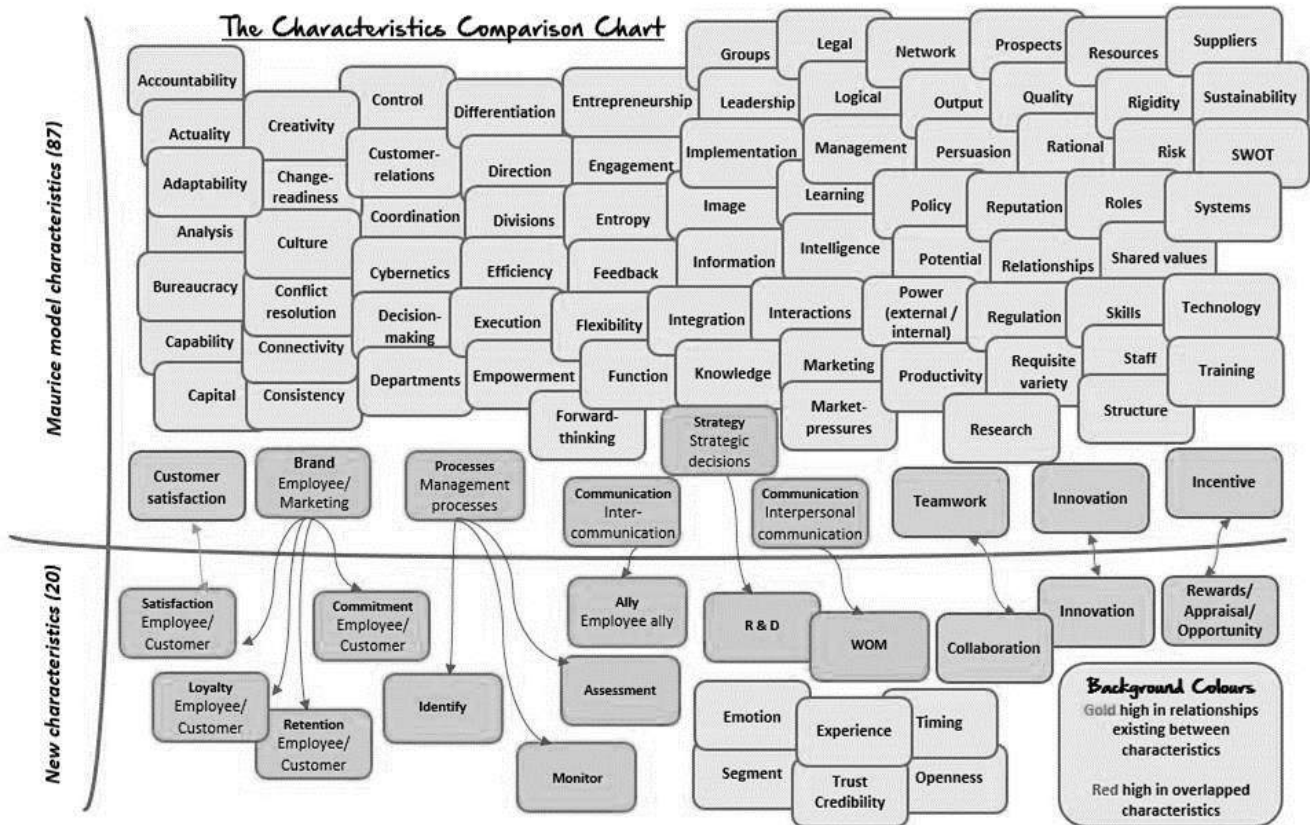 The Characteristics Comparison Chart
Maurice model characteristics (87)
Accountability
Actuality
Adaptability
Analysis
Bureaucracy
Capability
Capital
Creativity
Change-
readiness
Culture
Conflict
resolution
Connectivity
Consistency
Control
Customer-
relations
Coordination
Cybernetics
Decision-
making
Departments
Differentiation
Direction
Divisions
Efficiency
Execution
Empowerment
Forward-
thinking
Entrepreneurship
Engagement
Entropy
Feedback
Flexibility
Function
Groups
Leadership
Implementation
Image
Information
Integration
Knowledge
Legal
Logical
Management
Learning
Intelligence
Interactions
Marketing
Market-
pressures
Network
Output
Persuasion
Policy
Potential
Power
(external /
internal)
Productivity
Prospects
Quality
Rational
Reputation
Relationships
Regulation
Requisite
variety
Research
Resources
Rigidity
Risk
Roles
Shared values
Skills
Staff
Structure
Suppliers
Sustainability
SWOT
Systems
Technology
Training
Customer
satisfaction
Brand
Employee/
Marketing
Processes
Management
processes
Communication
Inter-
communication
Strategy
Strategic
decisions
Communication
Interpersonal
communication
Teamwork
Innovation
Incentive
New characteristics (20)
Satisfaction
Employee/
Customer
Loyalty
Employee/
Customer
Retention
Employee/
Customer
Commitment
Employee/
Customer
Identify
Monitor
Assessment
Ally
Employee ally
R & D
WOM
Collaboration
Innovation
Rewards/
Appraisal/
Opportunity
Emotion
Experience
Timing
Segment
Trust
Credibility
Openness
Background Colours
Gold high in relationships
existing between
characteristics
Red high in overlapped
characteristics